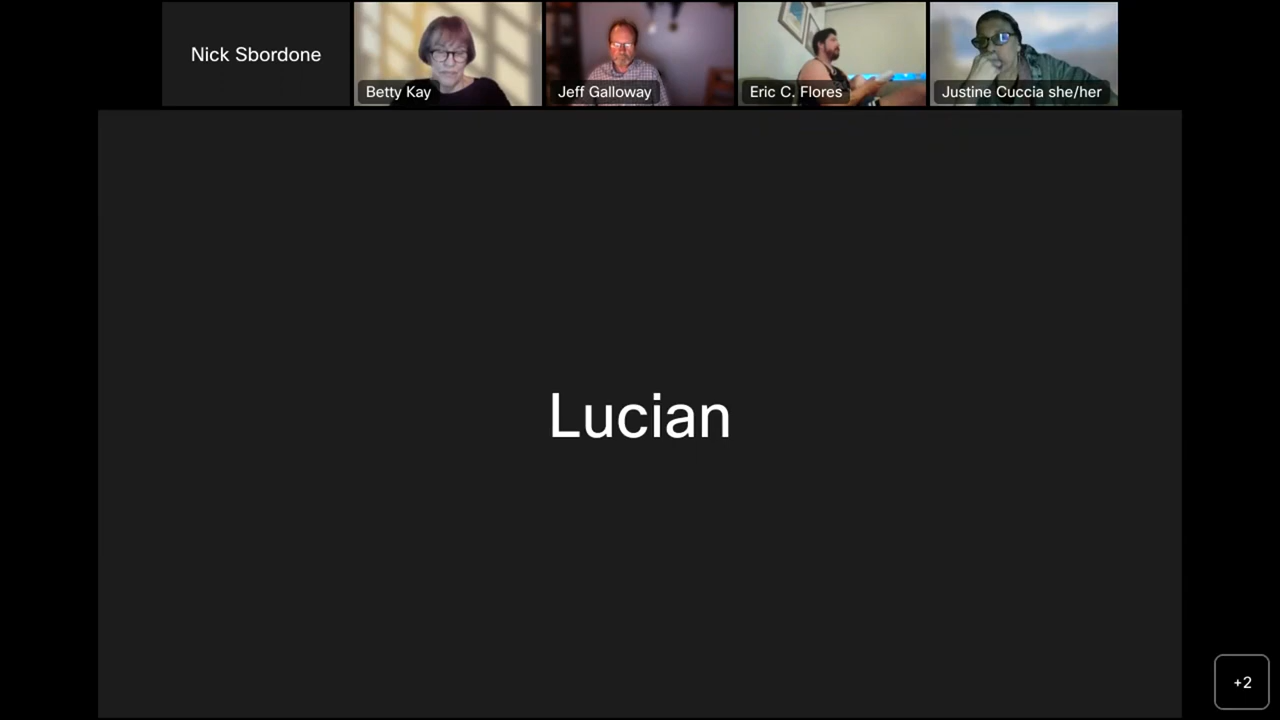 Nick Sbordone
Betty Kay
Jeff Galloway
Eric C. Flores
Justine Cuccia she/her
Lucian
+2